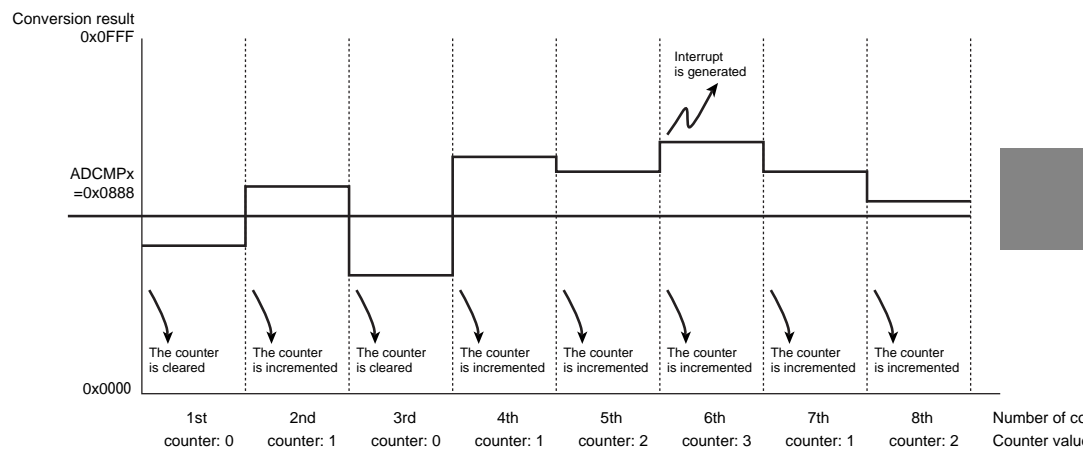 Conversion result
0x0FFF
Interrupt
is generated
ADCMPx
=0x0888
The counter
is cleared
The counter
is incremented
The counter
is cleared
The counter
is incremented
The counter
is incremented
The counter
is incremented
The counter
is incremented
The counter
is incremented
0x0000
1st 2nd 3rd 4th 5th 6th 7th 8th Number of
counter: 0 counter: 1 counter: 0 counter: 1 counter: 2 counter: 3 counter: 1 counter: 2 Counter